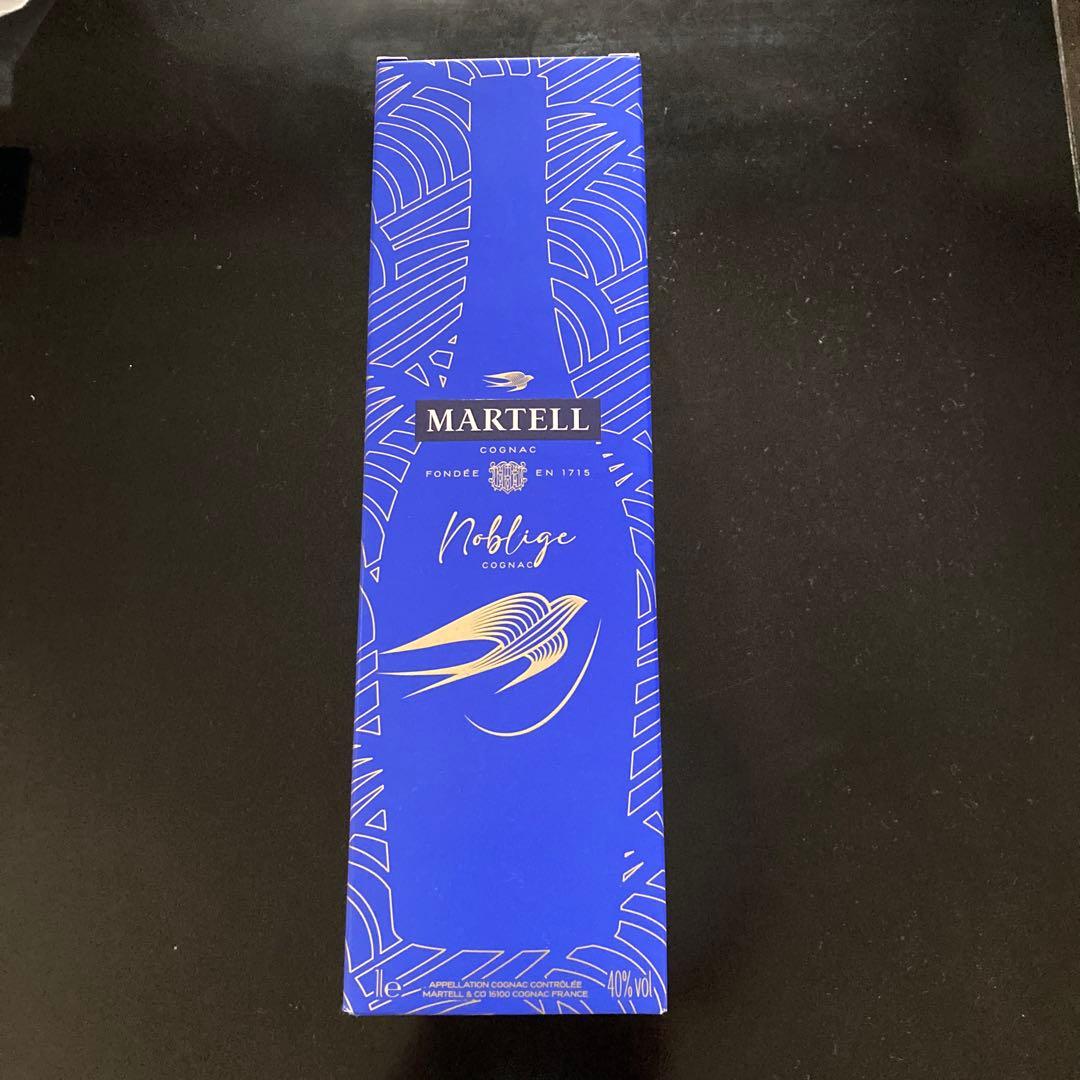 MARTELL
COGNAC
FONDÉE EN 1715
Noblige
COGNAC
1l e APPELLATION COGNAC CONTRÔLÉE 40% vol
MARTELL & CO 16100 COGNAC FRANCE